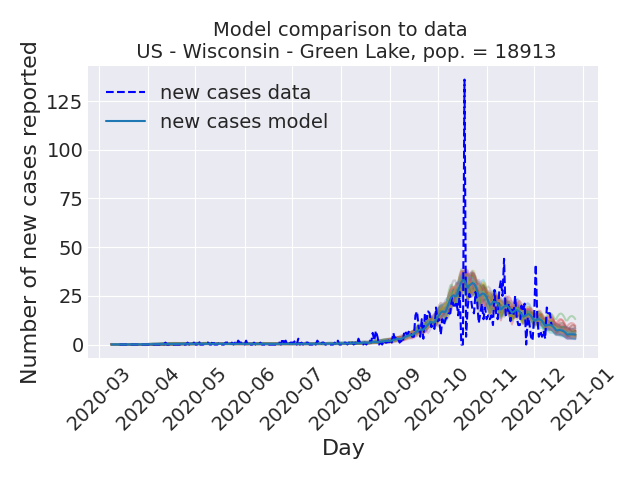 Model comparison to data
US - Wisconsin - Green Lake, pop. = 18913
Number of new cases reported
125
100
75
50
25
0
new cases data
new cases model
2020-03
2020-04
2020-05
2020-06
2020-07
2020-08
2020-09
2020-10
2020-11
2020-12
2021-01
Day